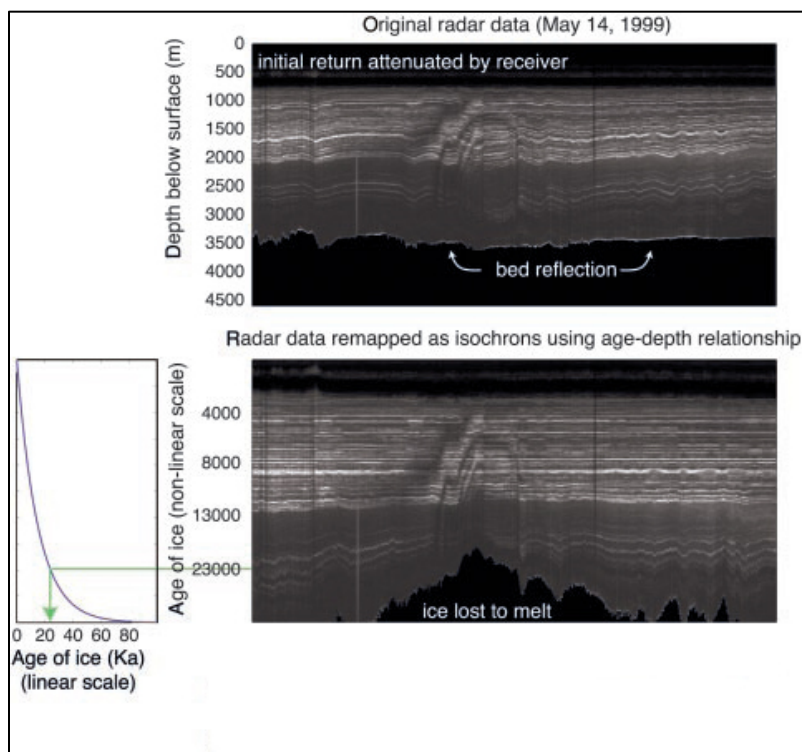 Original radar data (May 14, 1999)
Depth below surface (m)
0
500
1000
1500
2000
2500
3000
3500
4000
4500
initial return attenuated by receiver
bed reflection
Radar data remapped as isochrons using age-depth relationship
Age of ice (non-linear scale)
4000
8000
13000
23000
ice lost to melt
0 20 40 60 80
Age of ice (Ka)
(linear scale)